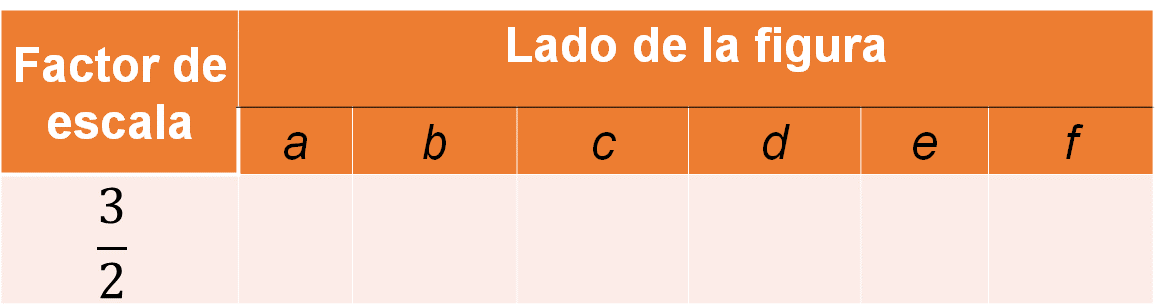 Factor de
escala
Lado de la figura
a b c d e f
3
2